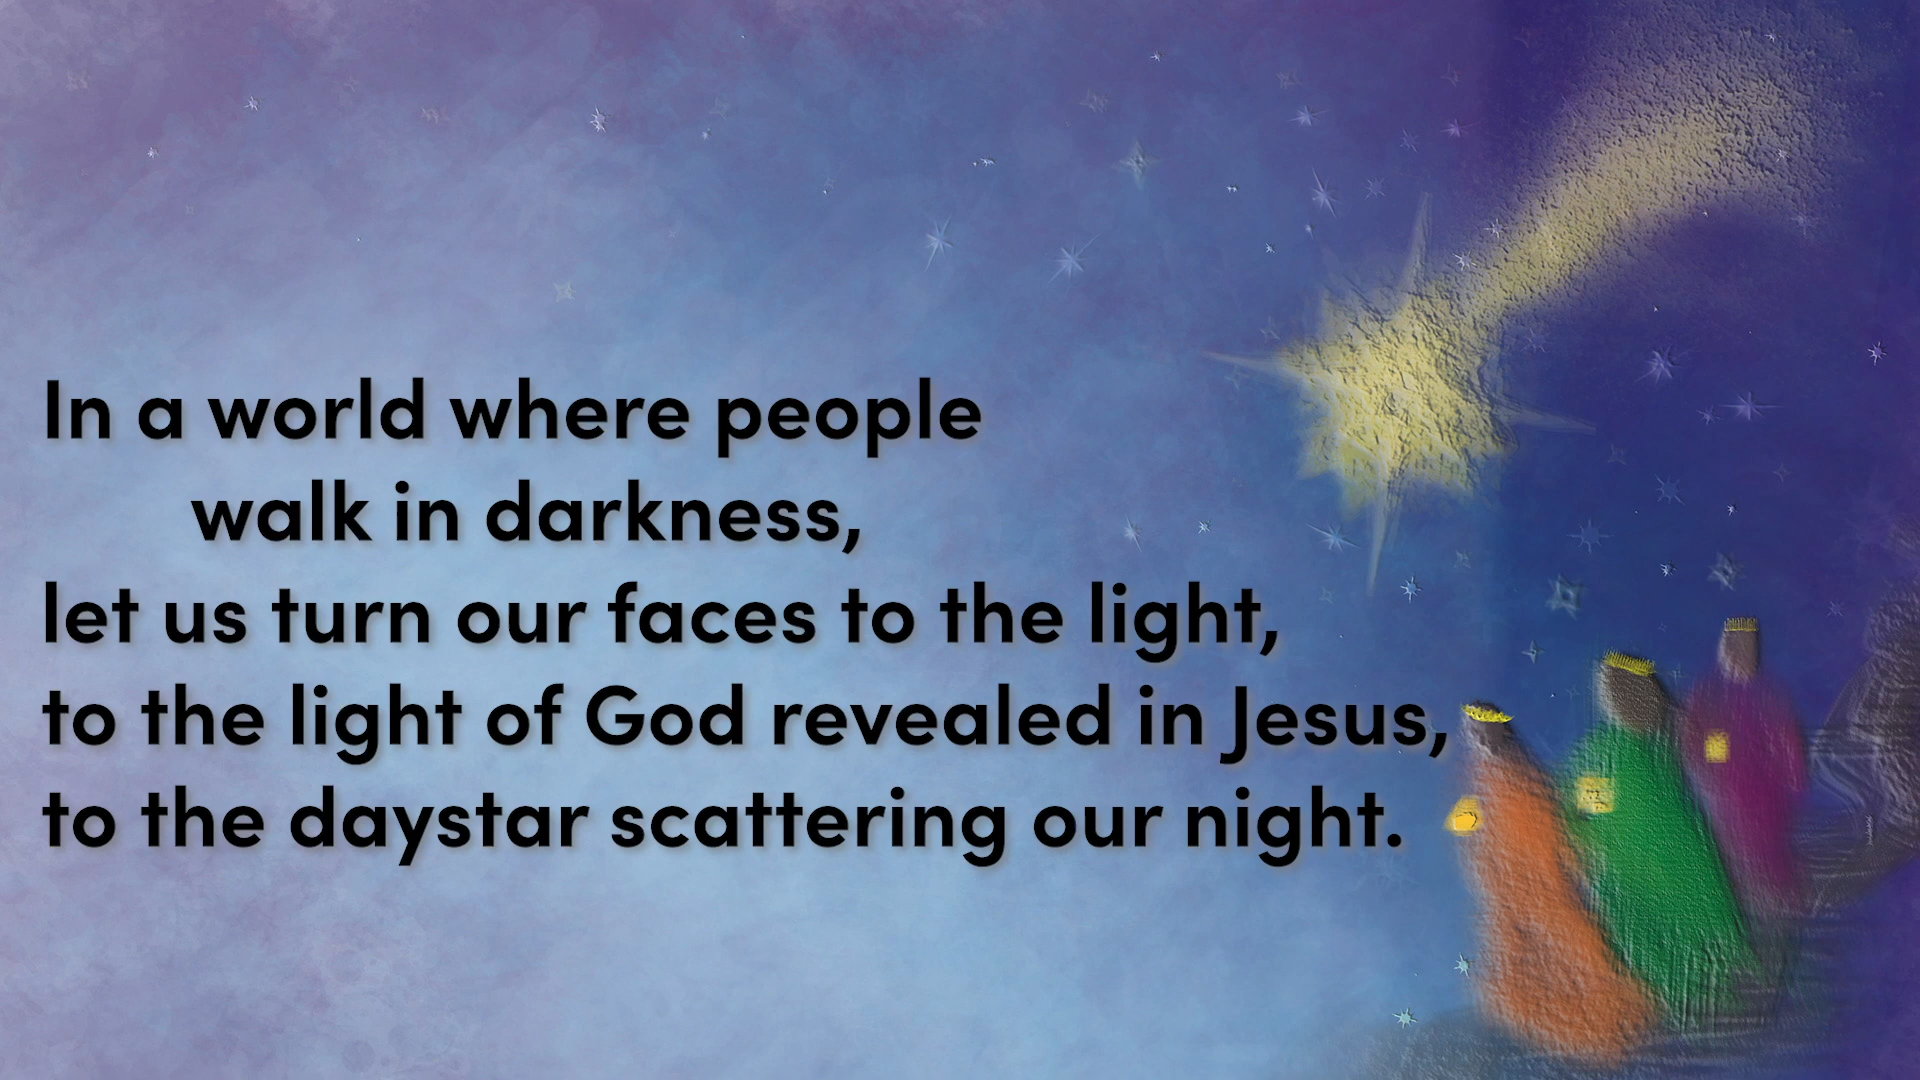 In a world where people
walk in darkness,
let us turn our faces to the light,
to the light of God revealed in Jesus,
to the daystar scattering our night.